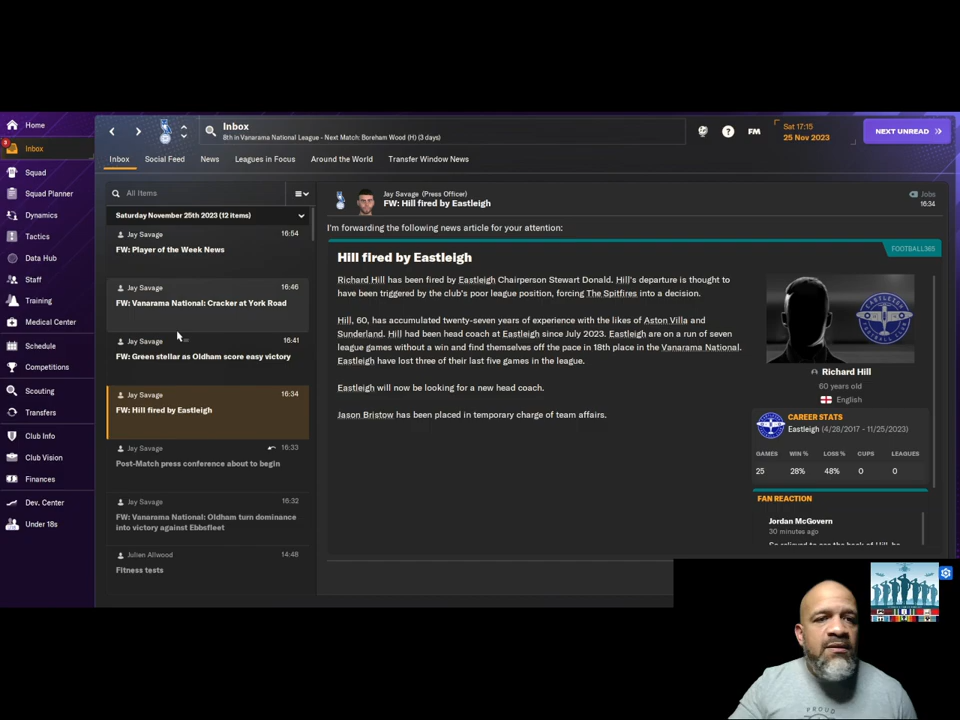 Home
3
Inbox
Squad
Squad Planner
Dynamics
Tactics
Data Hub
Staff
Training
Medical Center
Schedule
Competitions
Scouting
Transfers
Club Info
Club Vision
Finances
Dev. Center
Under 18s
Inbox
8th in Vanarama National League - Next Match: Boreham Wood (H) (3 days)
?
FM
Sat 17:15
25 Nov 2023
NEXT UNREAD
Inbox
Social Feed
News
Leagues in Focus
Around the World
Transfer Window News
All Items
Saturday November 25th 2023 (12 items)
Jay Savage 16:54
FW: Player of the Week News
Jay Savage 16:46
FW: Vanarama National: Cracker at York Road
Jay Savage 16:41
FW: Green stellar as Oldham score easy victory
Jay Savage 16:34
FW: Hill fired by Eastleigh
Jay Savage 16:33
Post-Match press conference about to begin
Jay Savage 16:32
FW: Vanarama National: Oldham turn dominance
into victory against Ebbsfleet
Julien Allwood 14:48
Fitness tests
Jay Savage (Press Officer)
FW: Hill fired by Eastleigh
Jobs
16:34
I'm forwarding the following news article for your attention:
FOOTBALL365
Hill fired by Eastleigh
Richard Hill has been fired by Eastleigh Chairperson Stewart Donald. Hill's departure is thought to
have been triggered by the club's poor league position, forcing The Spitfires into a decision.
Hill, 60, has accumulated twenty-seven years of experience with the likes of Aston Villa and
Sunderland. Hill had been head coach at Eastleigh since July 2023. Eastleigh are on a run of seven
league games without a win and find themselves off the pace in 18th place in the Vanarama National.
Eastleigh have lost three of their last five games in the league.
Eastleigh will now be looking for a new head coach.
Jason Bristow has been placed in temporary charge of team affairs.
Richard Hill
60 years old
English
CAREER STATS
Eastleigh (4/28/2017 - 11/25/2023)
GAMES WIN % LOSS % CUPS LEAGUES
25 28% 48% 0 0
FAN REACTION
Jordan McGovern
30 minutes ago
PROUD